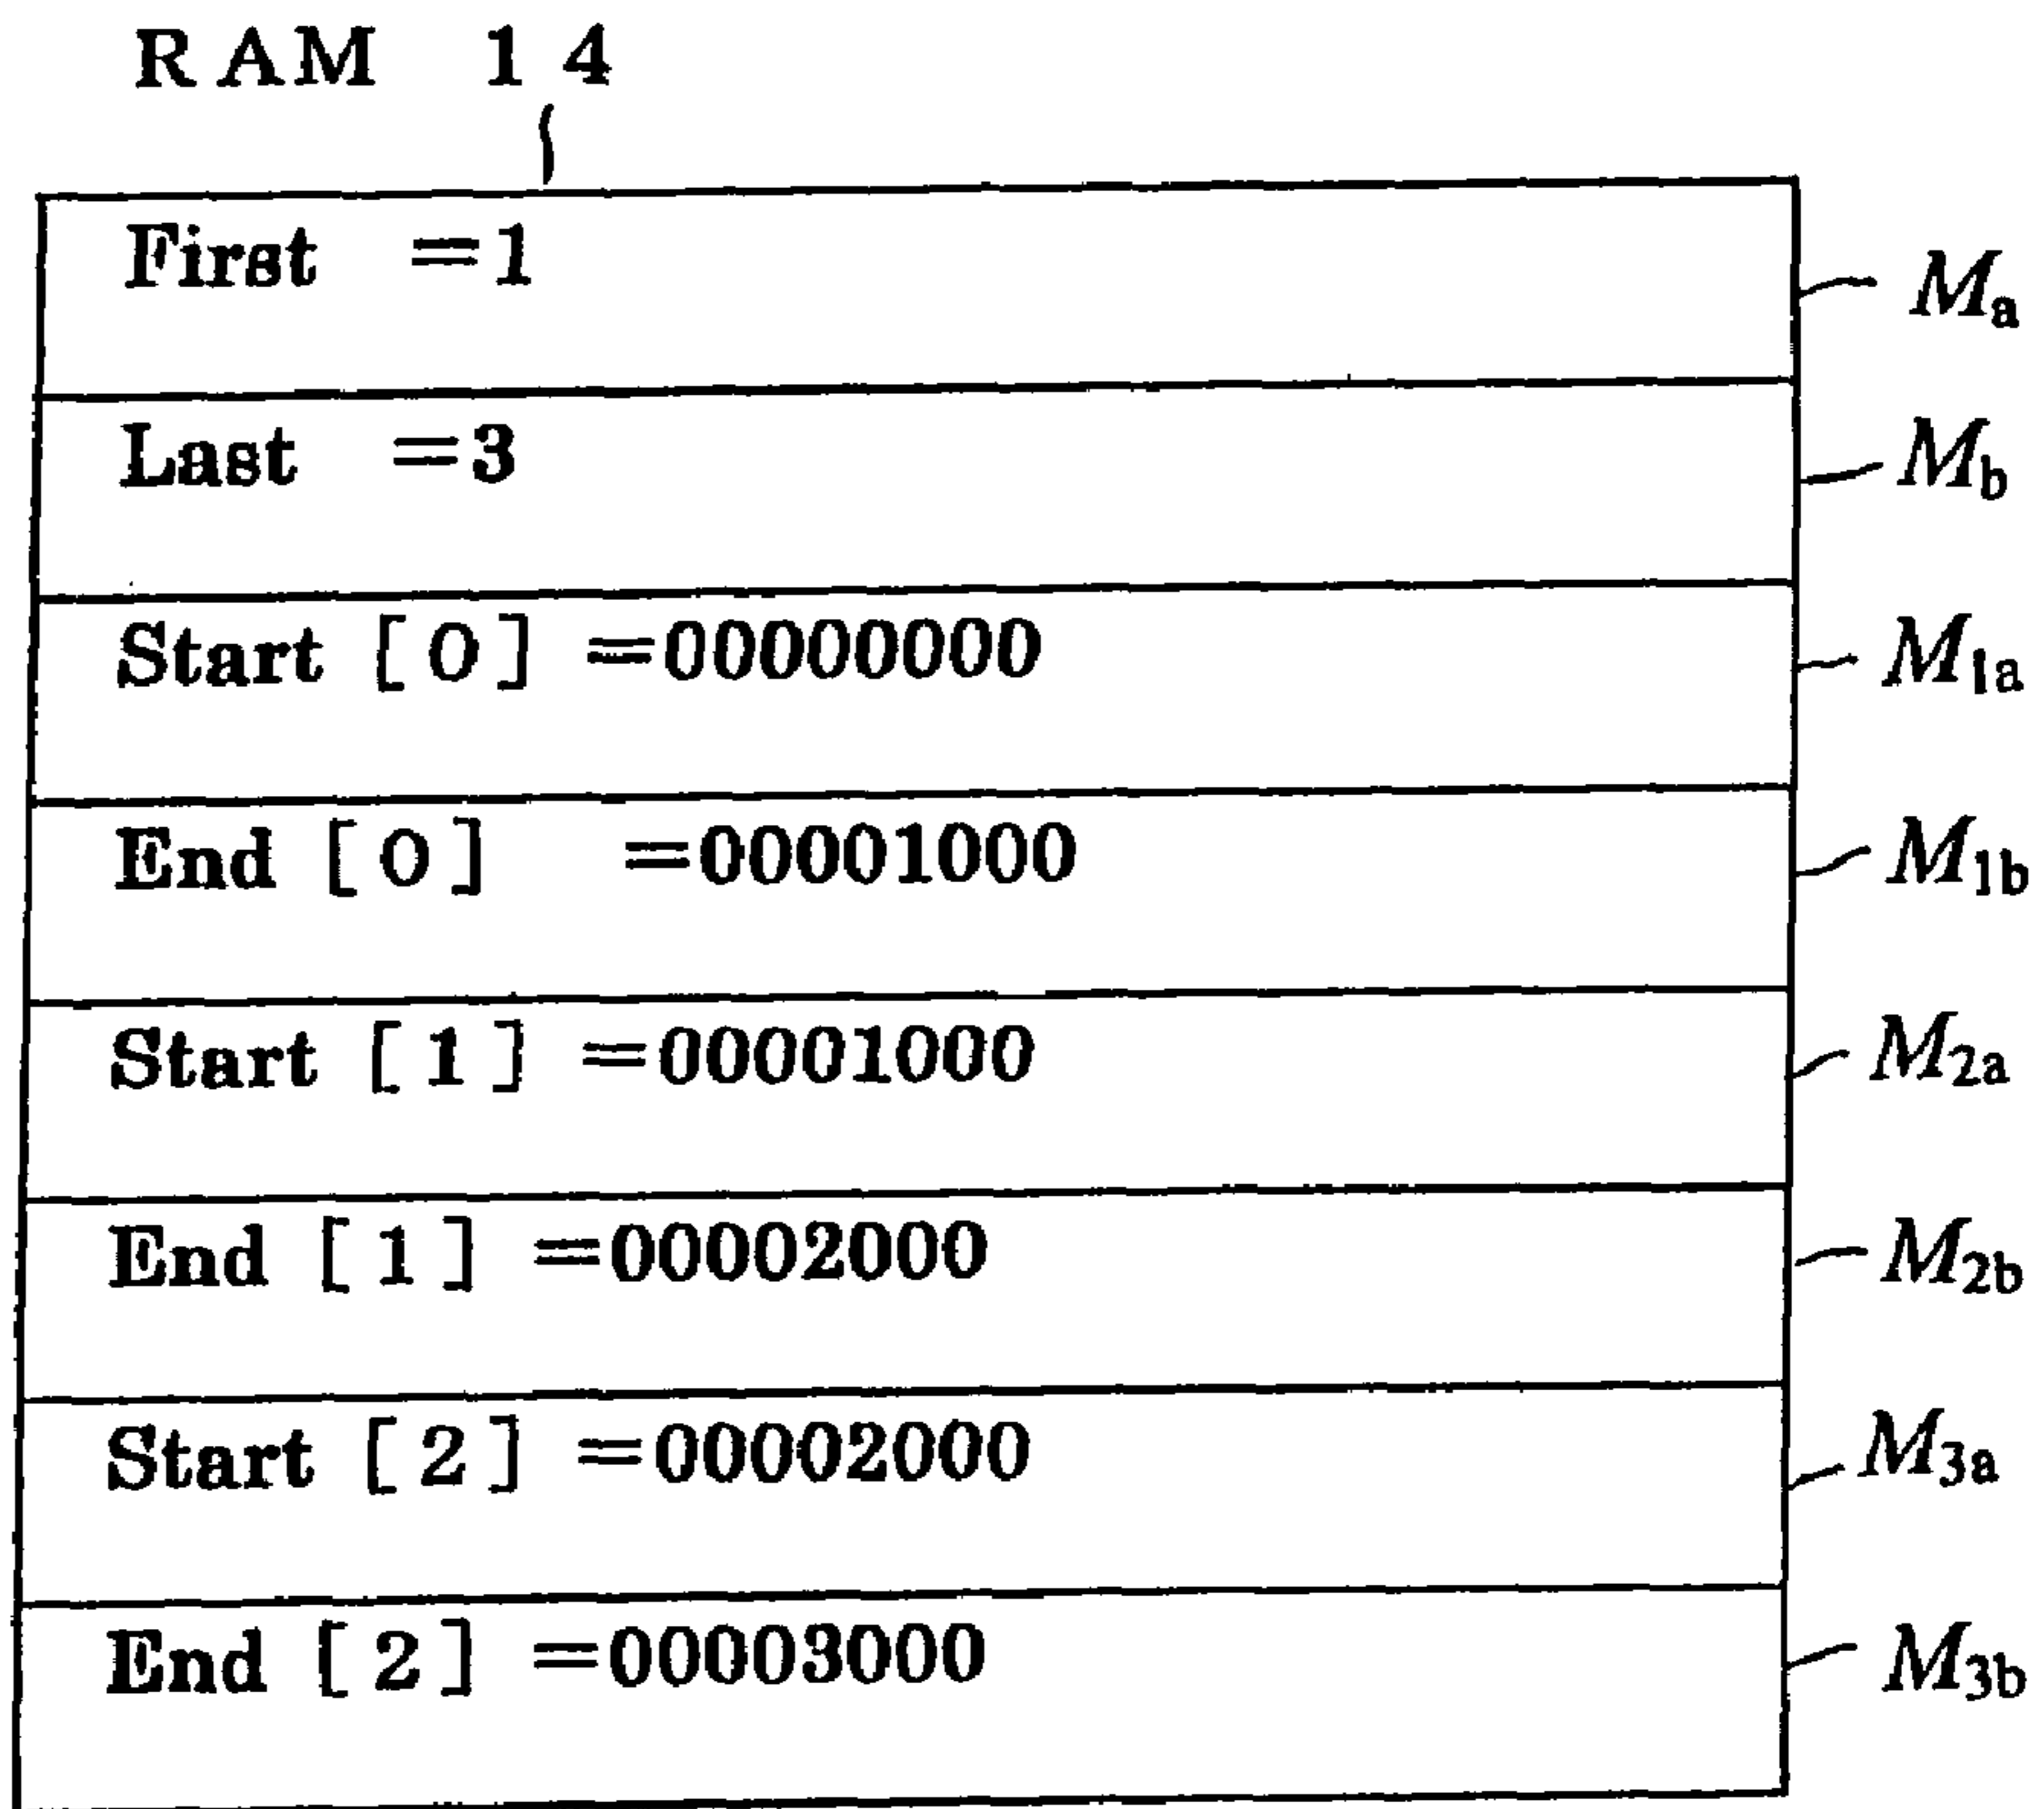 RAM 14
First =1 Ma
Last =3 Mb
Start [0] =00000000 M1a
End [0] =00001000 M1b
Start [1] =00001000 M2a
End [1] =00002000 M2b
Start [2] =00002000 M3a
End [2] =00003000 M3b